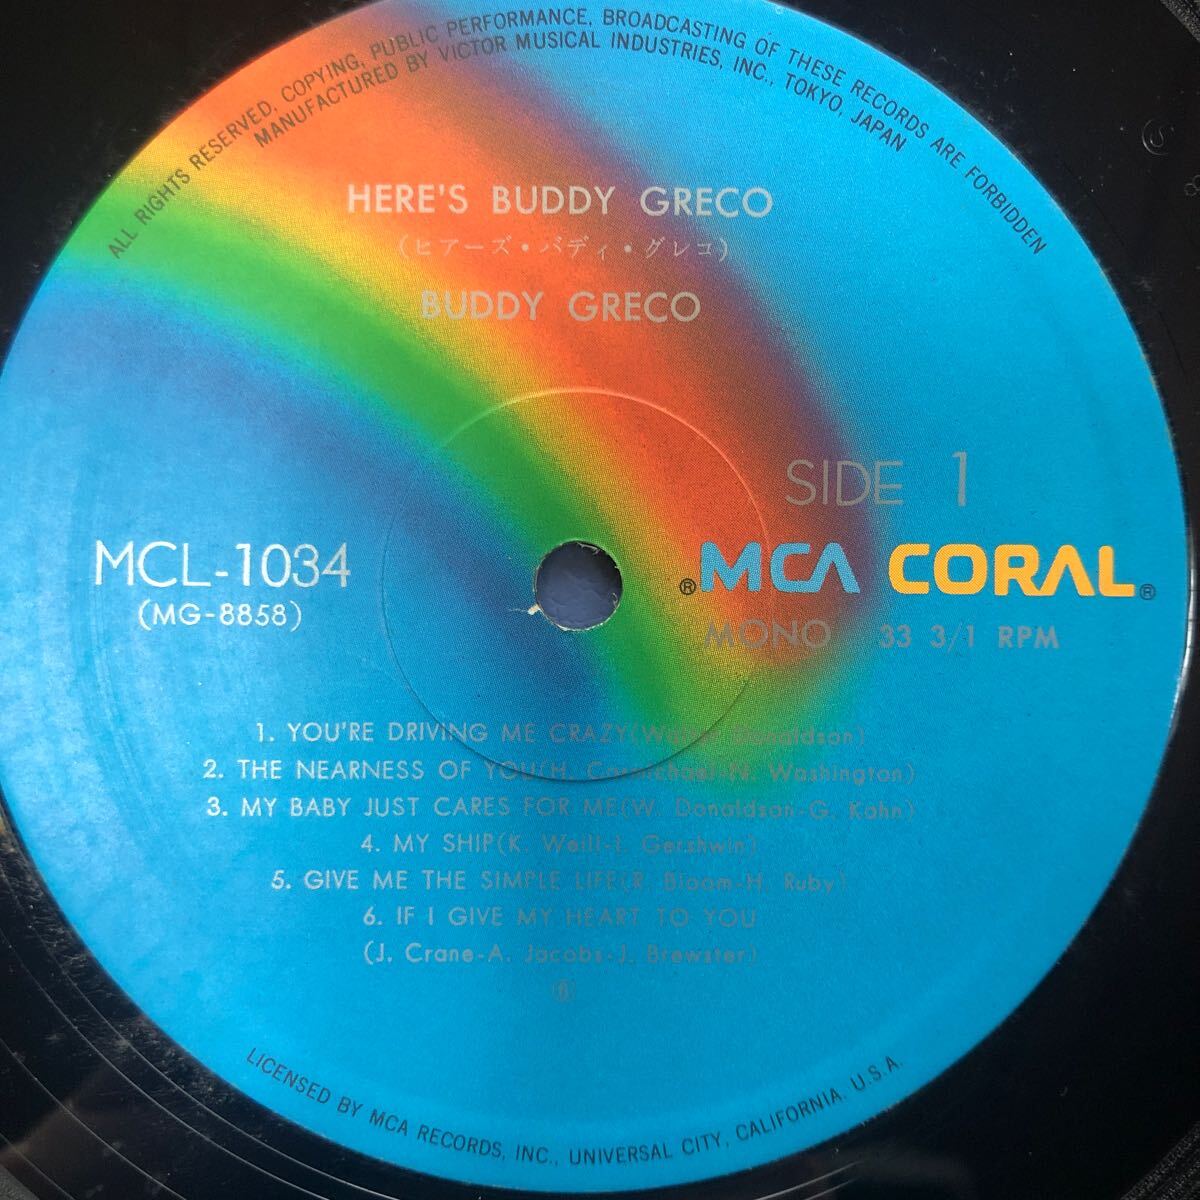 ALL RIGHTS RESERVED. COPYING, PUBLIC PERFORMANCE, BROADCASTING OF THESE RECORDS ARE FORBIDDEN
MANUFACTURED BY VICTOR MUSICAL INDUSTRIES, INC., TOKYO, JAPAN
HERE'S BUDDY GRECO
(ヒアーズ・バディ・グレコ)
BUDDY GRECO
SIDE 1
MCL-1034
(MG-8858)
® MCA CORAL ®
MONO 33 3/1 RPM
1. YOU'RE DRIVING ME CRAZY(Walter Donaldson)
2. THE NEARNESS OF YOU(H. Carmichael-N. Washington)
3. MY BABY JUST CARES FOR ME(W. Donaldson-G. Kahn)
4. MY SHIP(K. Weill-I. Gershwin)
5. GIVE ME THE SIMPLE LIFE(R. Bloom-H. Ruby)
6. IF I GIVE MY HEART TO YOU
(J. Crane-A. Jacobs-J. Brewster)
LICENSED BY MCA RECORDS, INC., UNIVERSAL CITY, CALIFORNIA, U.S.A.